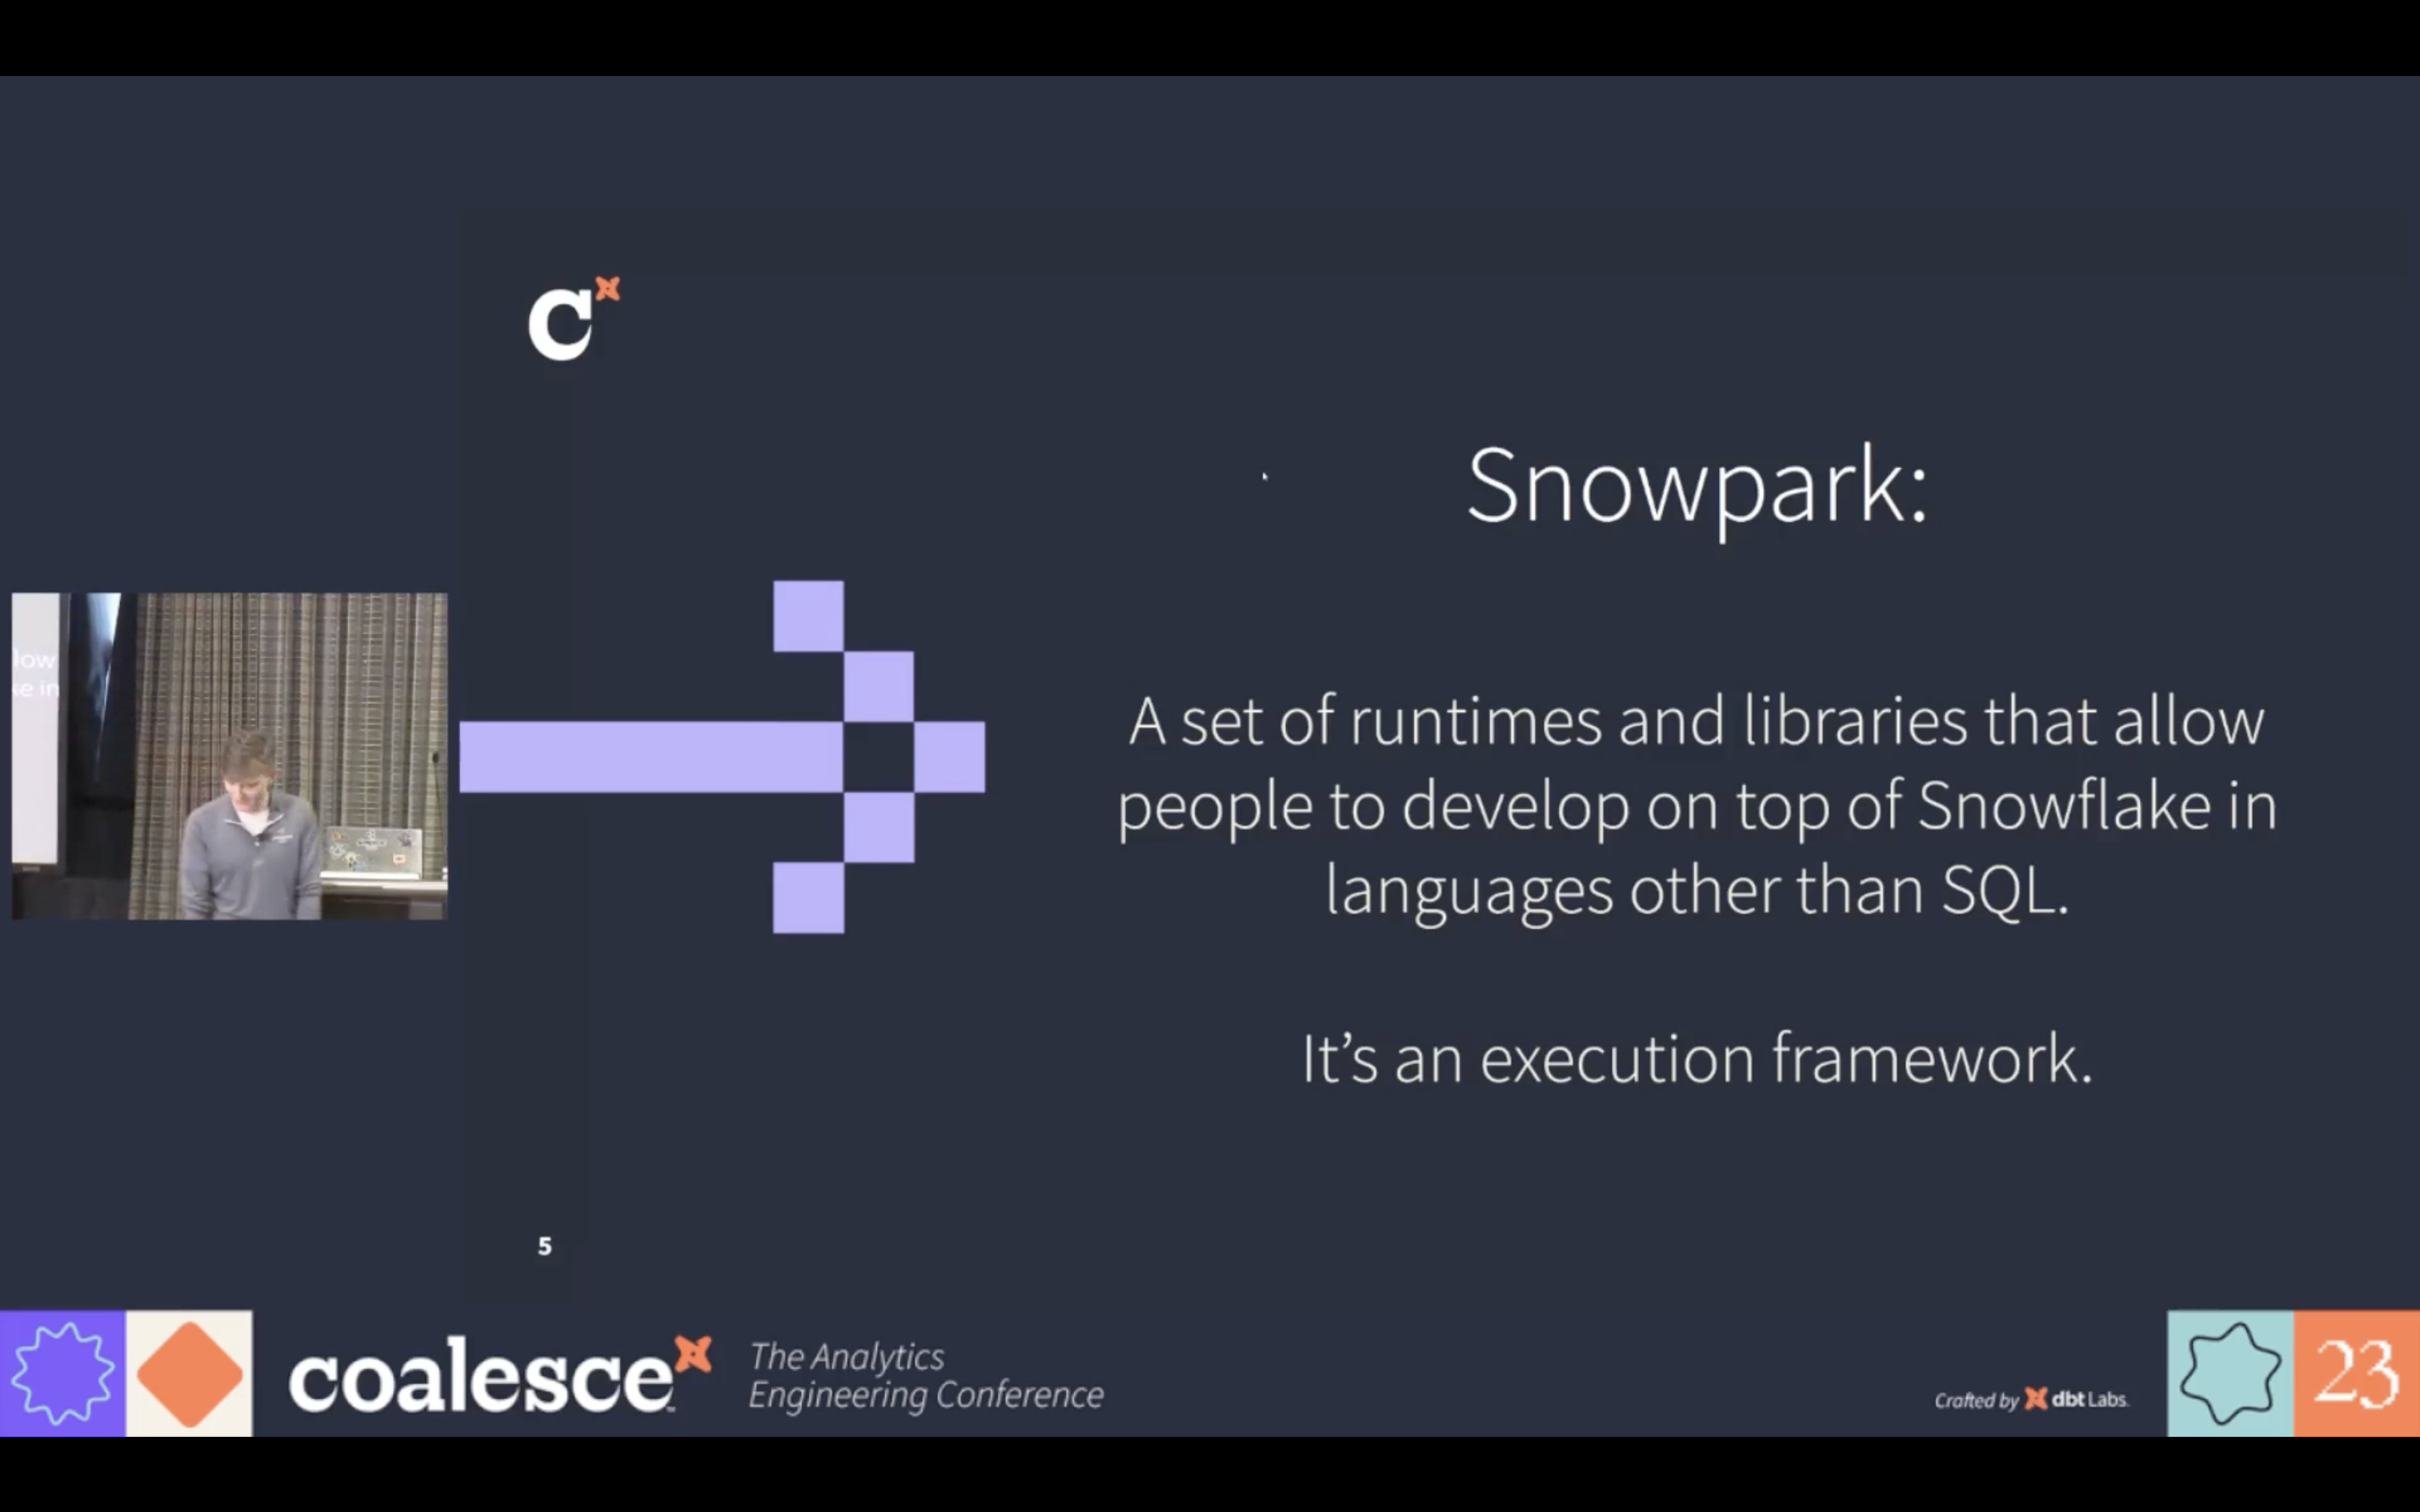 C
Snowpark:
low
ke in
A set of runtimes and libraries that allow
people to develop on top of Snowflake in
languages other than SQL.
It’s an execution framework.
5
coalesce
The Analytics
Engineering Conference
Crafted by dbt Labs
23